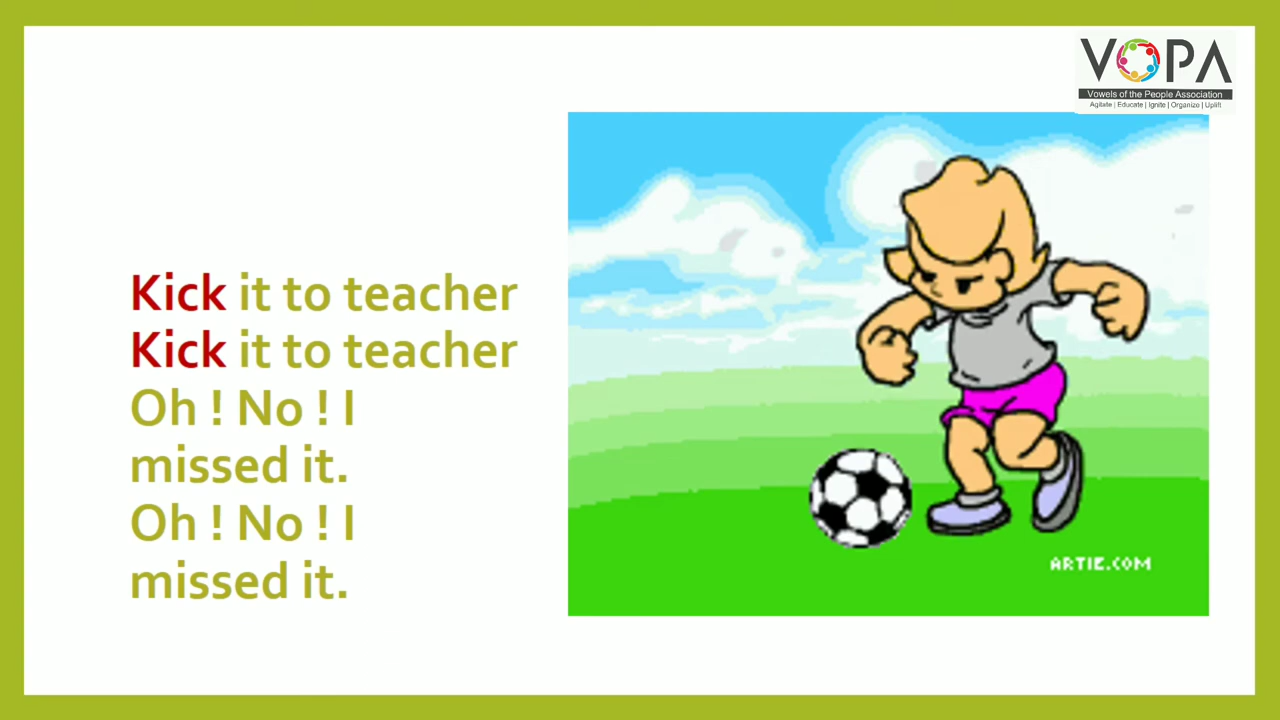 VOPA
Vowels of the People Association
Agitate | Educate | Ignite | Organize | Uplift
Kick it to teacher
Kick it to teacher
Oh ! No ! I
missed it.
Oh ! No ! I
missed it.
ARTIE.COM